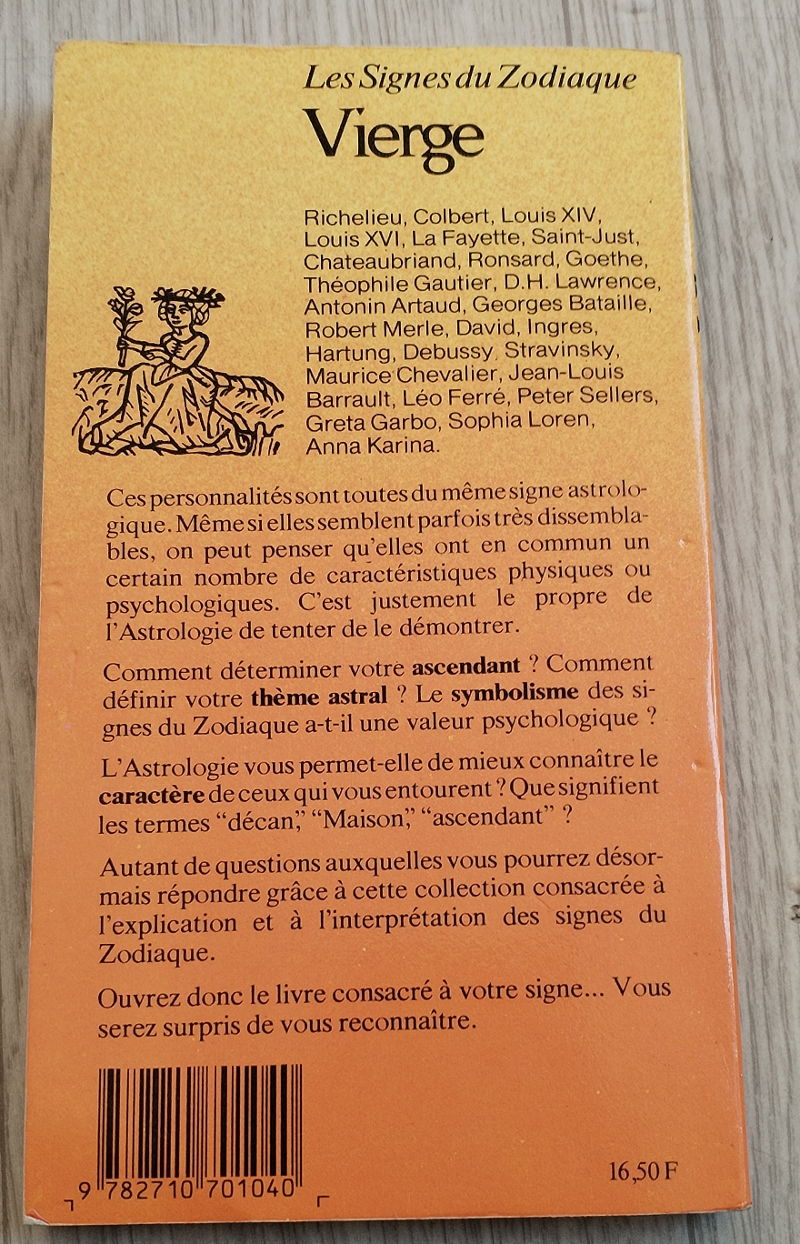 Les Signes du Zodiaque
Vierge
Richelieu, Colbert, Louis XIV,
Louis XVI, La Fayette, Saint-Just,
Chateaubriand, Ronsard, Goethe,
Théophile Gautier, D.H. Lawrence,
Antonin Artaud, Georges Bataille,
Robert Merle, David, Ingres,
Hartung, Debussy, Stravinsky,
Maurice Chevalier, Jean-Louis
Barrault, Léo Ferré, Peter Sellers,
Greta Garbo, Sophia Loren,
Anna Karina.
Ces personnalités sont toutes du même signe astrolo-
gique. Même si elles semblent parfois très dissembla-
bles, on peut penser qu'elles ont en commun un
certain nombre de caractéristiques physiques ou
psychologiques. C'est justement le propre de
l'Astrologie de tenter de le démontrer.
Comment déterminer votre ascendant ? Comment
définir votre thème astral ? Le symbolisme des si-
gnes du Zodiaque a-t-il une valeur psychologique ?
L'Astrologie vous permet-elle de mieux connaître le
caractère de ceux qui vous entourent ? Que signifient
les termes “décan,” “Maison,” “ascendant” ?
Autant de questions auxquelles vous pourrez désor-
mais répondre grâce à cette collection consacrée à
l'explication et à l'interprétation des signes du
Zodiaque.
Ouvrez donc le livre consacré à votre signe... Vous
serez surpris de vous reconnaître.
9 782710 701040
16,50 F